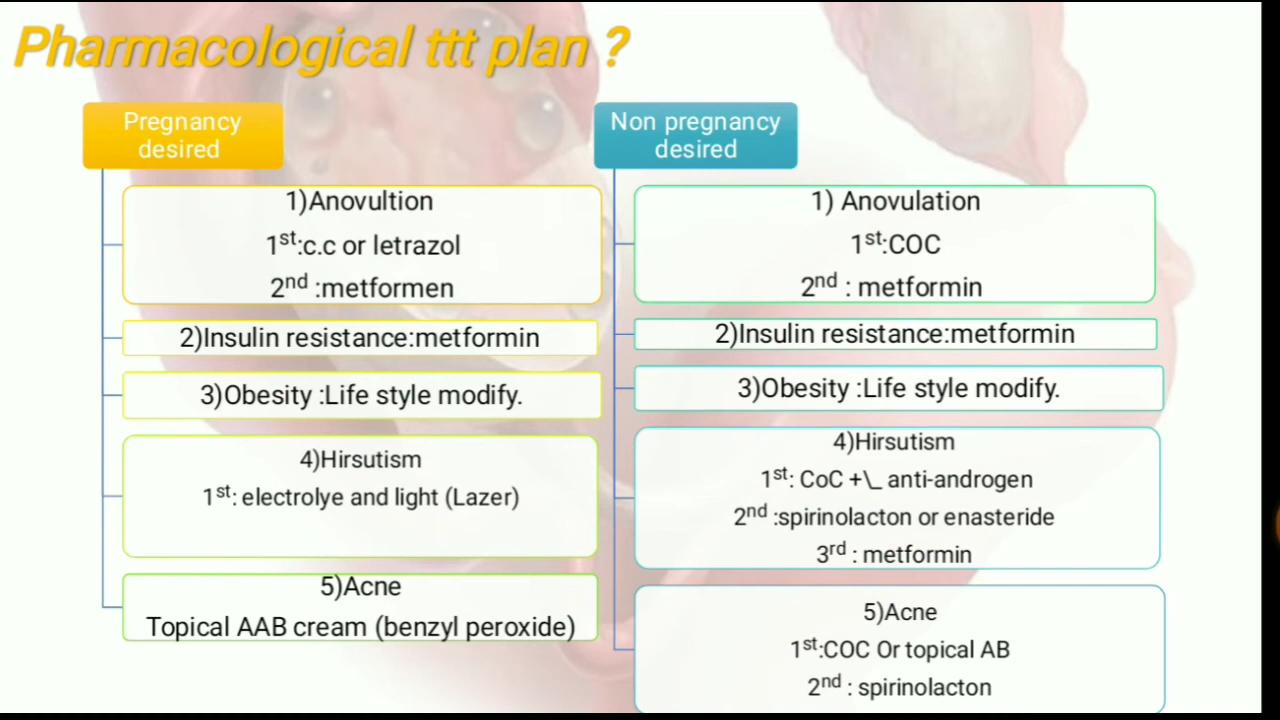 Pharmacological ttt plan ?
Pregnancy
desired
1)Anovultion
1st:c.c or letrazol
2nd :metformen
2)Insulin resistance:metformin
3)Obesity :Life style modify.
4)Hirsutism
1st: electrolye and light (Lazer)
5)Acne
Topical AAB cream (benzyl peroxide)
Non pregnancy
desired
1) Anovulation
1st:COC
2nd : metformin
2)Insulin resistance:metformin
3)Obesity :Life style modify.
4)Hirsutism
1st: CoC +\_ anti-androgen
2nd :spirinolacton or enasteride
3rd : metformin
5)Acne
1st:COC Or topical AB
2nd : spirinolacton